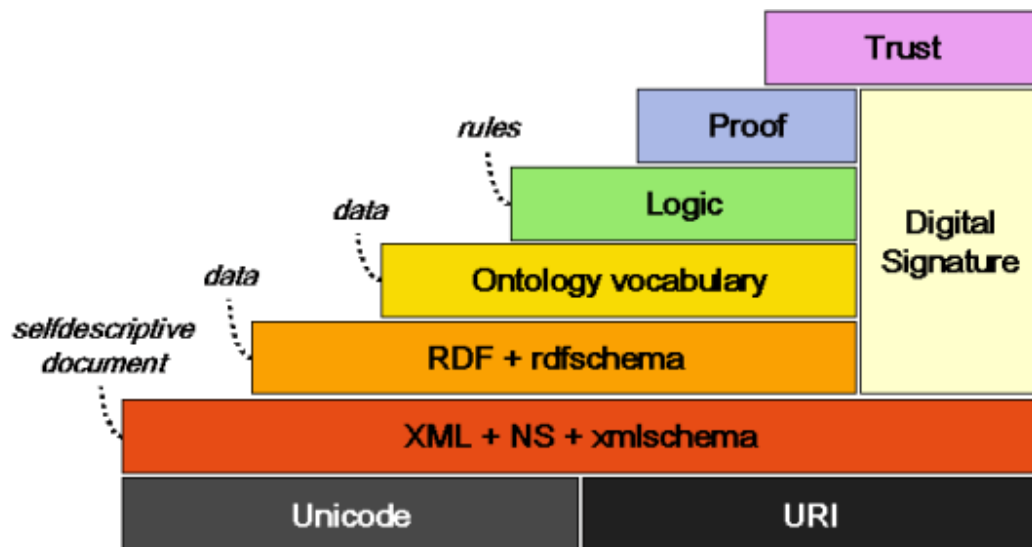 Trust
Proof
rules
Logic
data
Digital
Signature
Ontology vocabulary
data
RDF + rdfschema
selfdescriptive
document
XML + NS + xmlschema
Unicode
URI